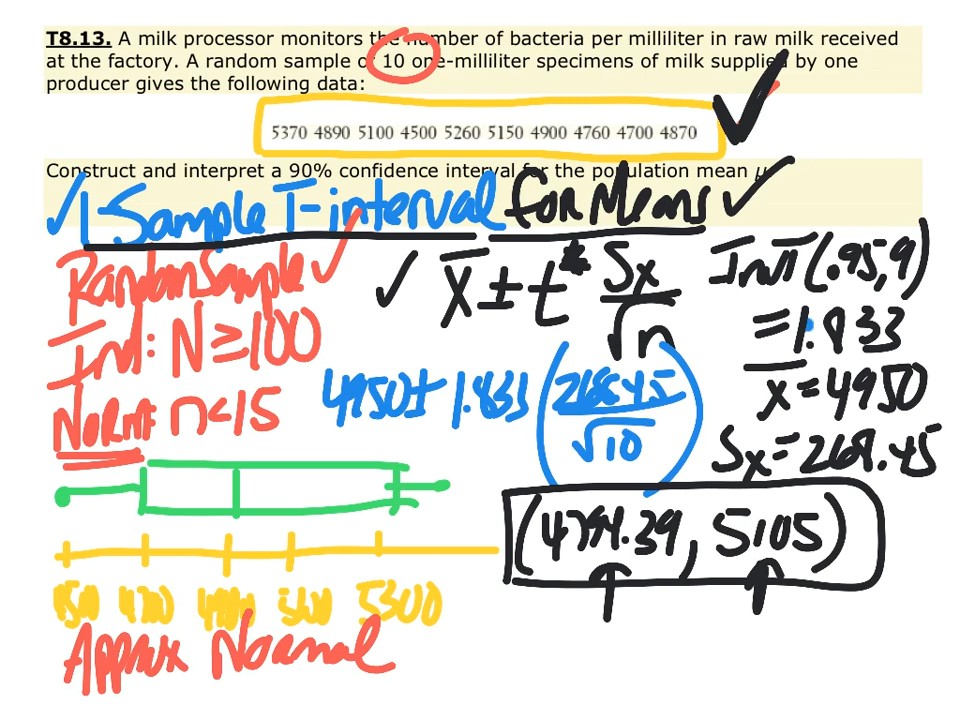 T8.13. A milk processor monitors the number of bacteria per milliliter in raw milk received
at the factory. A random sample of 10 one-milliliter specimens of milk supplied by one
producer gives the following data:
5370 4890 5100 4500 5260 5150 4900 4760 4700 4870
Construct and interpret a 90% confidence interval for the population mean μ
✓ 1-Sample T-interval for Means ✓
Random Sample ✓
Ind: N ≥ 100
Norm: n < 15
✓ x̄ ± t* Sx/√n
InvT (.95, 9)
= 1.833
x̄ = 4950
Sx = 268.45
4950 ± 1.833 (268.45/√10)
(4794.39, 5105)
4500 4700 5300
Approx Normal